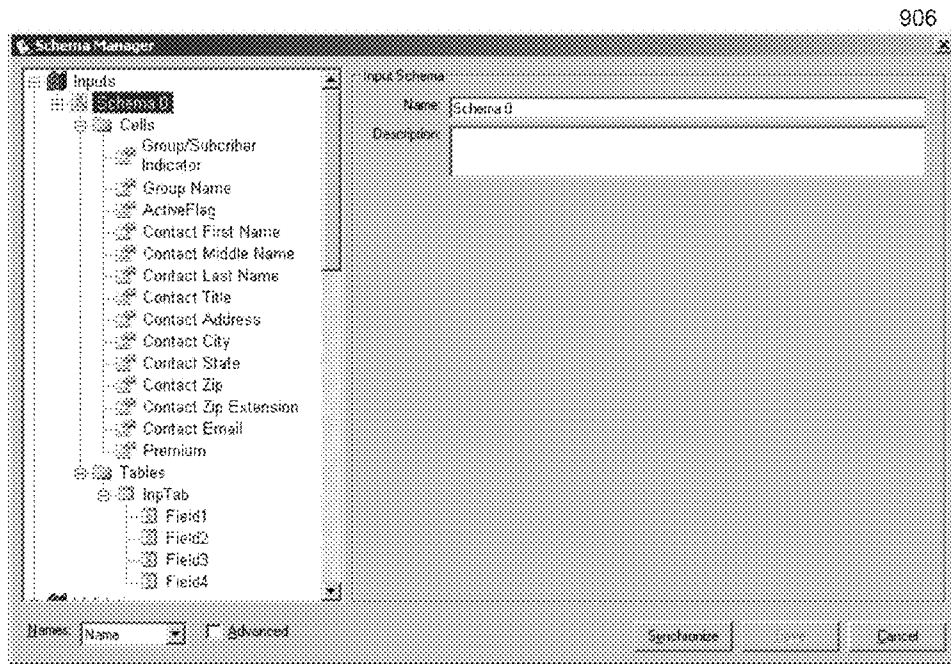 906
Schema Manager
Inputs
Schema 0
Cells
Group/Subcriber
Indicator
Group Name
ActiveFlag
Contact First Name
Contact Middle Name
Contact Last Name
Contact Title
Contact Address
Contact City
Contact State
Contact Zip
Contact Zip Extension
Contact Email
Premium
Tables
InpTab
Field1
Field2
Field3
Field4
Input Schema
Name: Schema 0
Description:
Names: Name
Advanced
Synchronize
Cancel